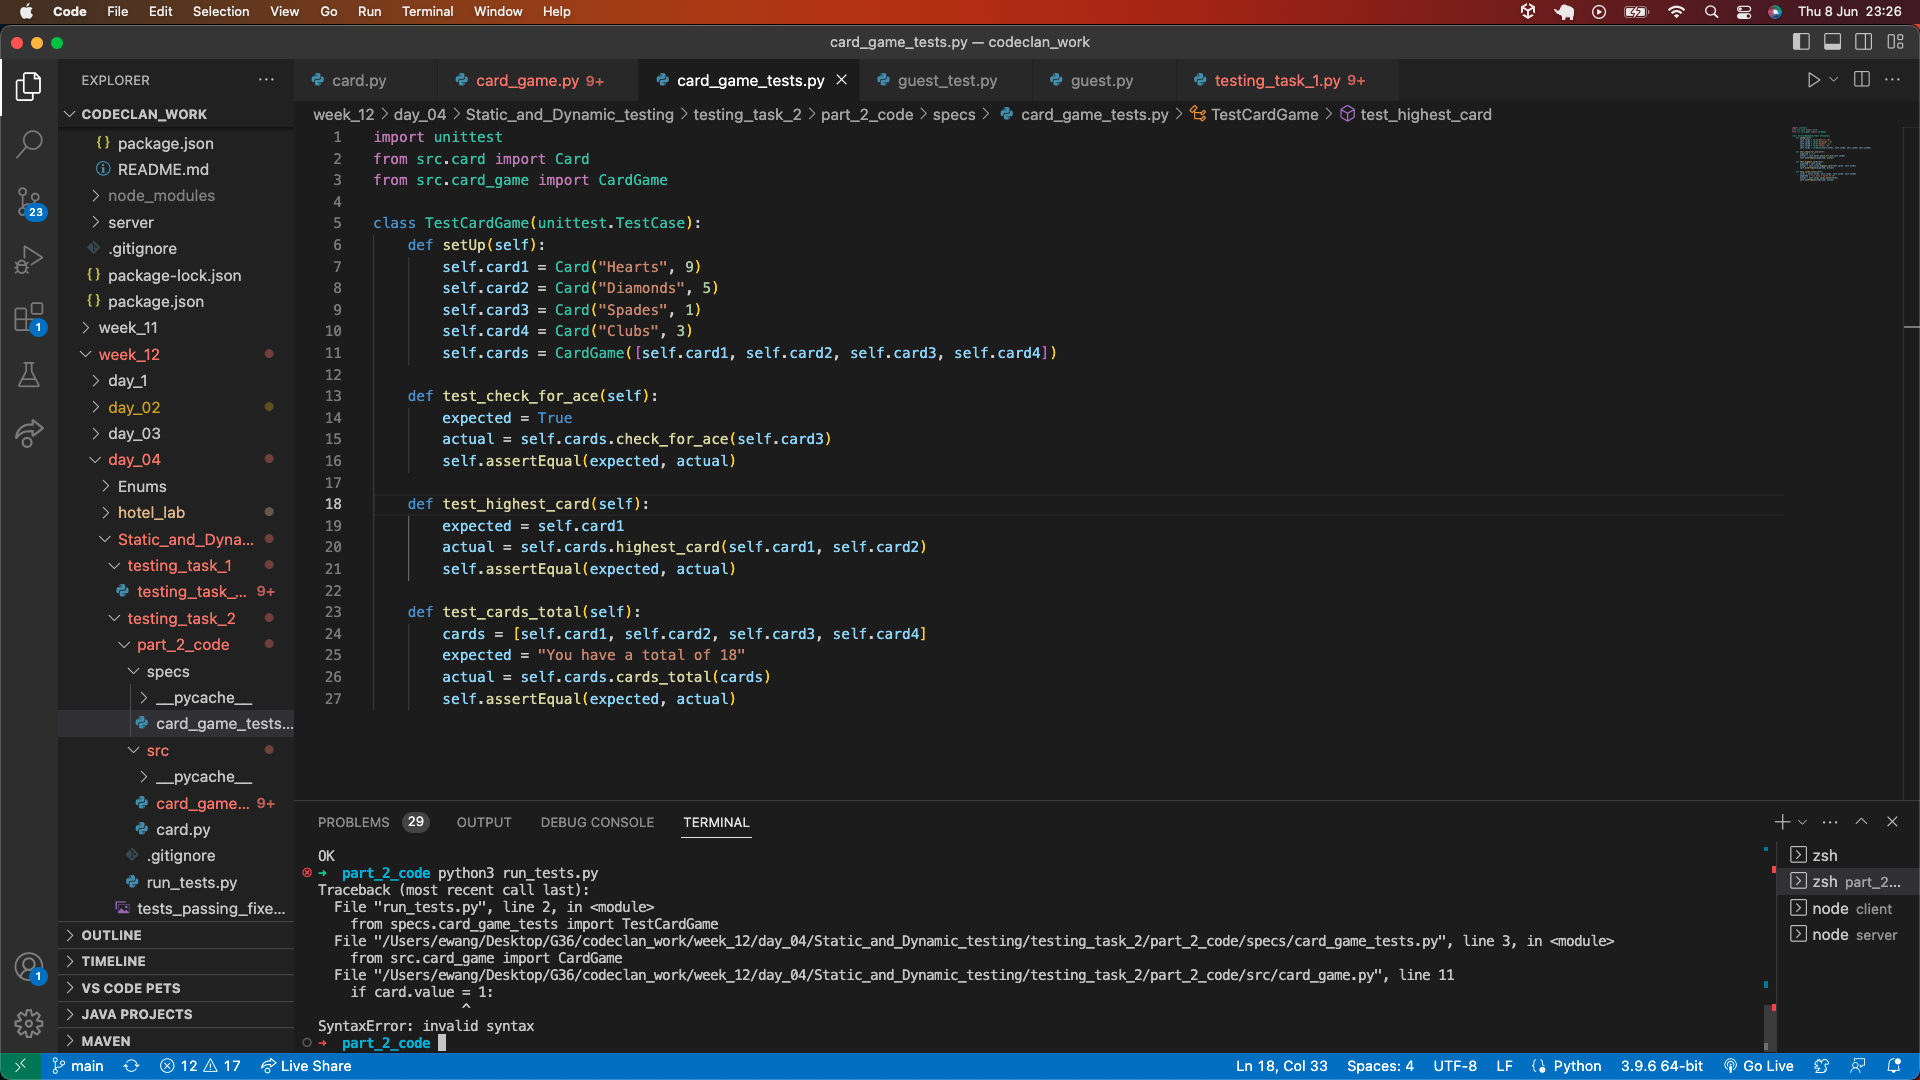 Code File Edit Selection View Go Run Terminal Window Help Thu 8 Jun 23:26
card_game_tests.py — codeclan_work
EXPLORER
CODECLAN_WORK
{} package.json
README.md
node_modules
server
.gitignore
{} package-lock.json
{} package.json
week_11
week_12
day_1
day_02
day_03
day_04
Enums
hotel_lab
Static_and_Dyna...
testing_task_1
testing_task_... 9+
testing_task_2
part_2_code
specs
__pycache__
card_game_tests...
src
__pycache__
card_game... 9+
card.py
.gitignore
run_tests.py
tests_passing_fixe...
OUTLINE
TIMELINE
VS CODE PETS
JAVA PROJECTS
MAVEN
23
1
1
card.py card_game.py 9+ card_game_tests.py guest_test.py guest.py testing_task_1.py 9+
week_12 > day_04 > Static_and_Dynamic_testing > testing_task_2 > part_2_code > specs > card_game_tests.py > TestCardGame > test_highest_card
1 import unittest
2 from src.card import Card
3 from src.card_game import CardGame
4
5 class TestCardGame(unittest.TestCase):
6 def setUp(self):
7 self.card1 = Card("Hearts", 9)
8 self.card2 = Card("Diamonds", 5)
9 self.card3 = Card("Spades", 1)
10 self.card4 = Card("Clubs", 3)
11 self.cards = CardGame([self.card1, self.card2, self.card3, self.card4])
12
13 def test_check_for_ace(self):
14 expected = True
15 actual = self.cards.check_for_ace(self.card3)
16 self.assertEqual(expected, actual)
17
18 def test_highest_card(self):
19 expected = self.card1
20 actual = self.cards.highest_card(self.card1, self.card2)
21 self.assertEqual(expected, actual)
22
23 def test_cards_total(self):
24 cards = [self.card1, self.card2, self.card3, self.card4]
25 expected = "You have a total of 18"
26 actual = self.cards.cards_total(cards)
27 self.assertEqual(expected, actual)
PROBLEMS 29 OUTPUT DEBUG CONSOLE TERMINAL
OK
part_2_code python3 run_tests.py
Traceback (most recent call last):
File "run_tests.py", line 2, in <module>
from specs.card_game_tests import TestCardGame
File "/Users/ewang/Desktop/G36/codeclan_work/week_12/day_04/Static_and_Dynamic_testing/testing_task_2/part_2_code/specs/card_game_tests.py", line 3, in <module>
from src.card_game import CardGame
File "/Users/ewang/Desktop/G36/codeclan_work/week_12/day_04/Static_and_Dynamic_testing/testing_task_2/part_2_code/src/card_game.py", line 11
if card.value = 1:
^
SyntaxError: invalid syntax
part_2_code
zsh
zsh part_2...
node client
node server
main 12 17 Live Share Ln 18, Col 33 Spaces: 4 UTF-8 LF Python 3.9.6 64-bit Go Live